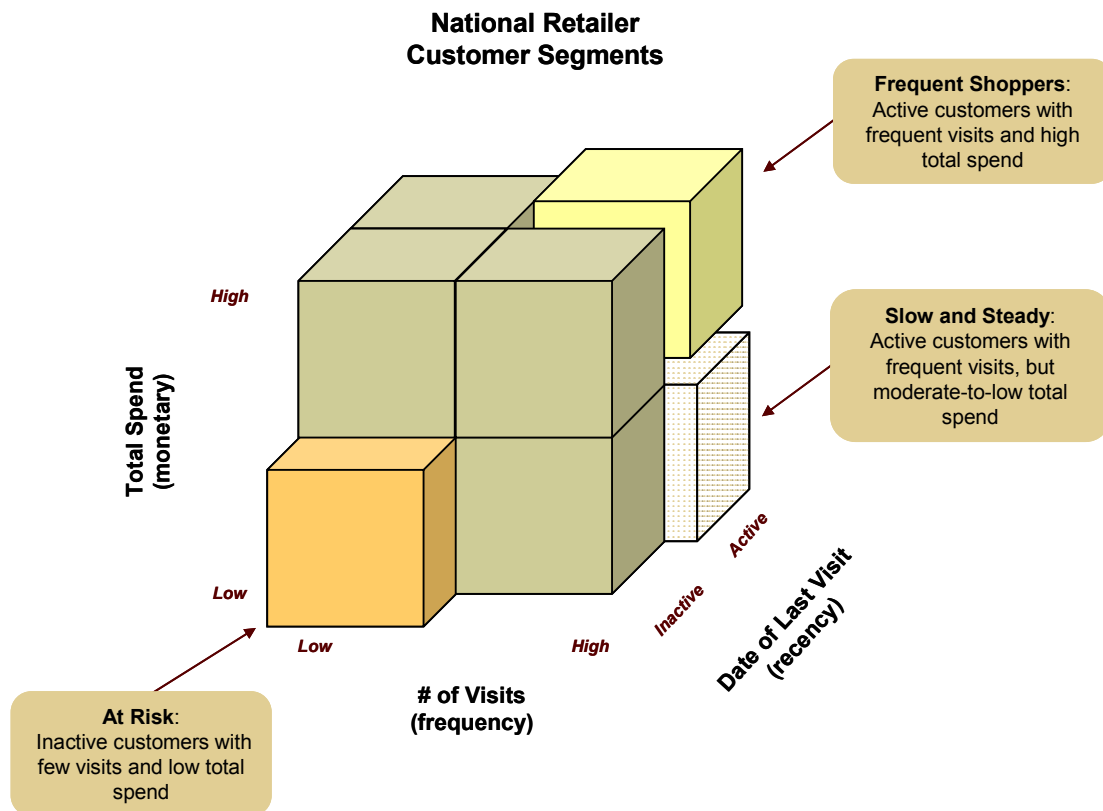 National Retailer
Customer Segments
Frequent Shoppers:
Active customers with
frequent visits and high
total spend
High
Slow and Steady:
Active customers with
frequent visits, but
moderate-to-low total
spend
Total Spend
(monetary)
Low
Low
High
Inactive
Active
Date of Last Visit
(recency)
# of Visits
(frequency)
At Risk:
Inactive customers with
few visits and low total
spend